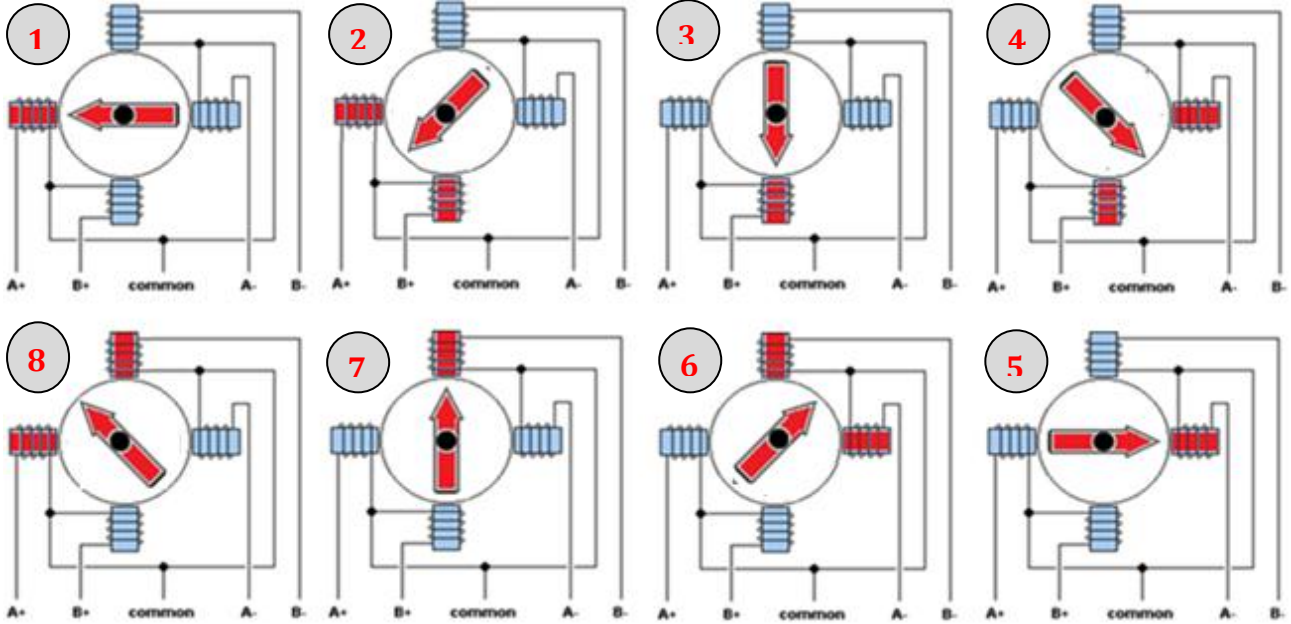 1 2 3 4
A+ B+ common A- B-
A+ B+ common A- B-
A+ B+ common A- B-
A+ B+ common A- B-
8 7 6 5
A+ B+ common A- B-
A+ B+ common A- B-
A+ B+ common A- B-
A+ B+ common A- B-